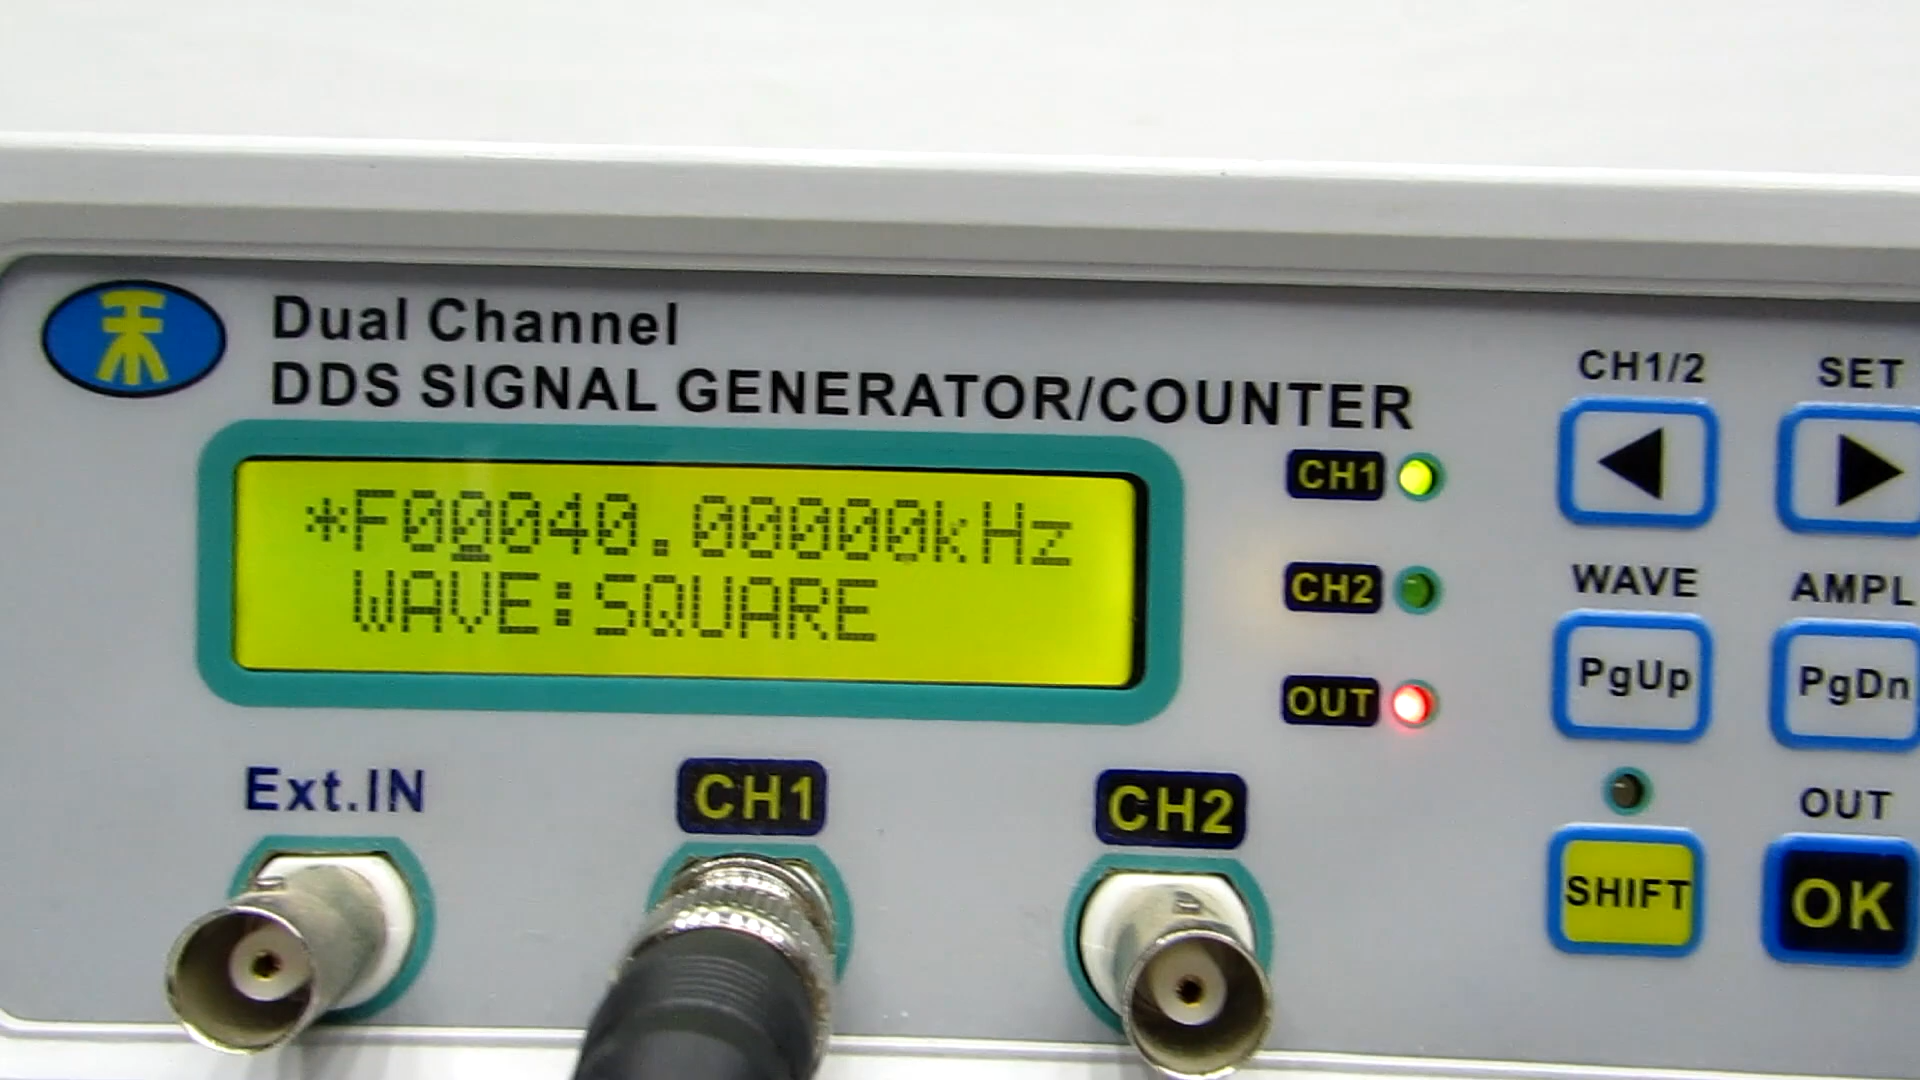 Dual Channel
DDS SIGNAL GENERATOR/COUNTER
*F00040.00000kHz
WAVE:SQUARE
CH1
CH2
OUT
CH1/2
SET
WAVE
AMPL
PgUp
PgDn
OUT
SHIFT
OK
Ext.IN
CH1
CH2